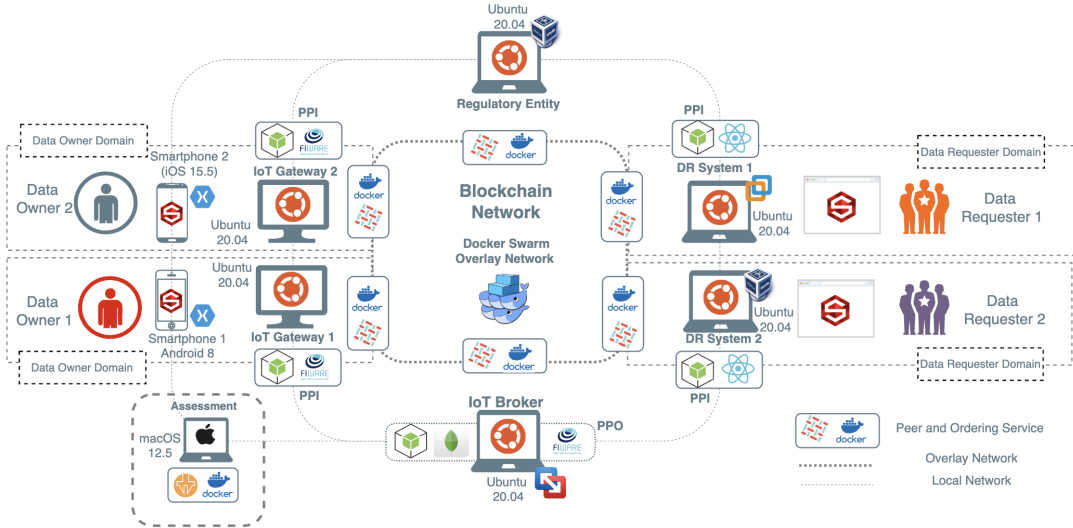 Ubuntu
20.04
Regulatory Entity
PPI
FIWARE
Data Owner Domain
Smartphone 2
(iOS 15.5)
IoT Gateway 2
Data
Owner 2
Ubuntu
20.04
docker
docker
Blockchain
Network
Docker Swarm
Overlay Network
docker
PPI
DR System 1
Ubuntu
20.04
Data Requester Domain
Data
Requester 1
Data
Owner 1
Smartphone 1
Android 8
Ubuntu
20.04
IoT Gateway 1
FIWARE
PPI
Data Owner Domain
docker
docker
docker
Ubuntu
20.04
DR System 2
PPI
Data
Requester 2
Data Requester Domain
Assessment
macOS
12.5
docker
IoT Broker
PPO
FIWARE
Ubuntu
20.04
docker
Peer and Ordering Service
Overlay Network
Local Network